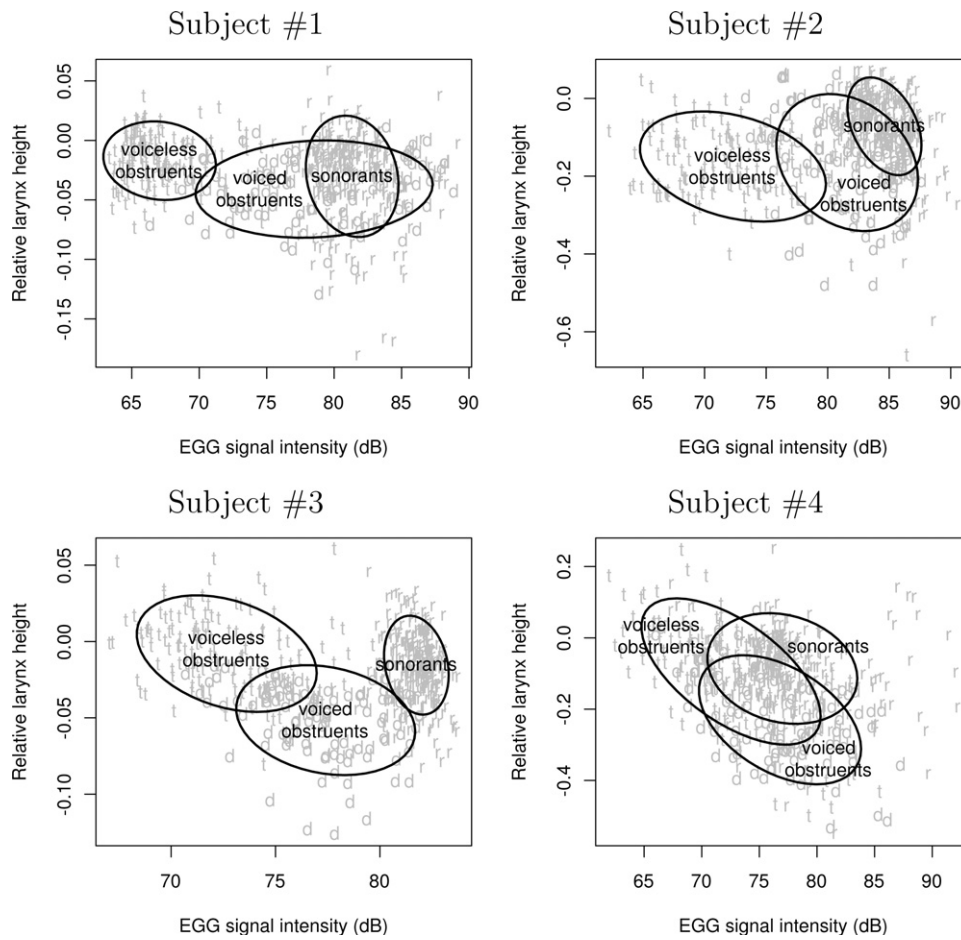 Subject #1
Relative larynx height
0.05
0.00
-0.05
-0.10
-0.15
voiceless
obstruents
voiced
obstruents
sonorants
65 70 75 80 85 90
EGG signal intensity (dB)
Subject #2
Relative larynx height
0.0
-0.2
-0.4
-0.6
voiceless
obstruents
sonorants
voiced
obstruents
65 70 75 80 85 90
EGG signal intensity (dB)
Subject #3
Relative larynx height
0.05
0.00
-0.05
-0.10
voiceless
obstruents
voiced
obstruents
sonorants
70 75 80
EGG signal intensity (dB)
Subject #4
Relative larynx height
0.2
0.0
-0.2
-0.4
voiceless
obstruents
sonorants
voiced
obstruents
65 70 75 80 85 90
EGG signal intensity (dB)